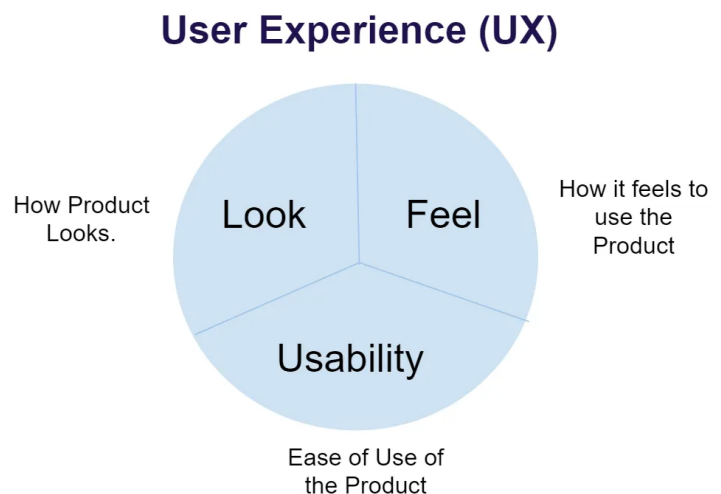 User Experience (UX)
How Product
Looks.
Look
Feel
How it feels to
use the
Product
Usability
Ease of Use of
the Product